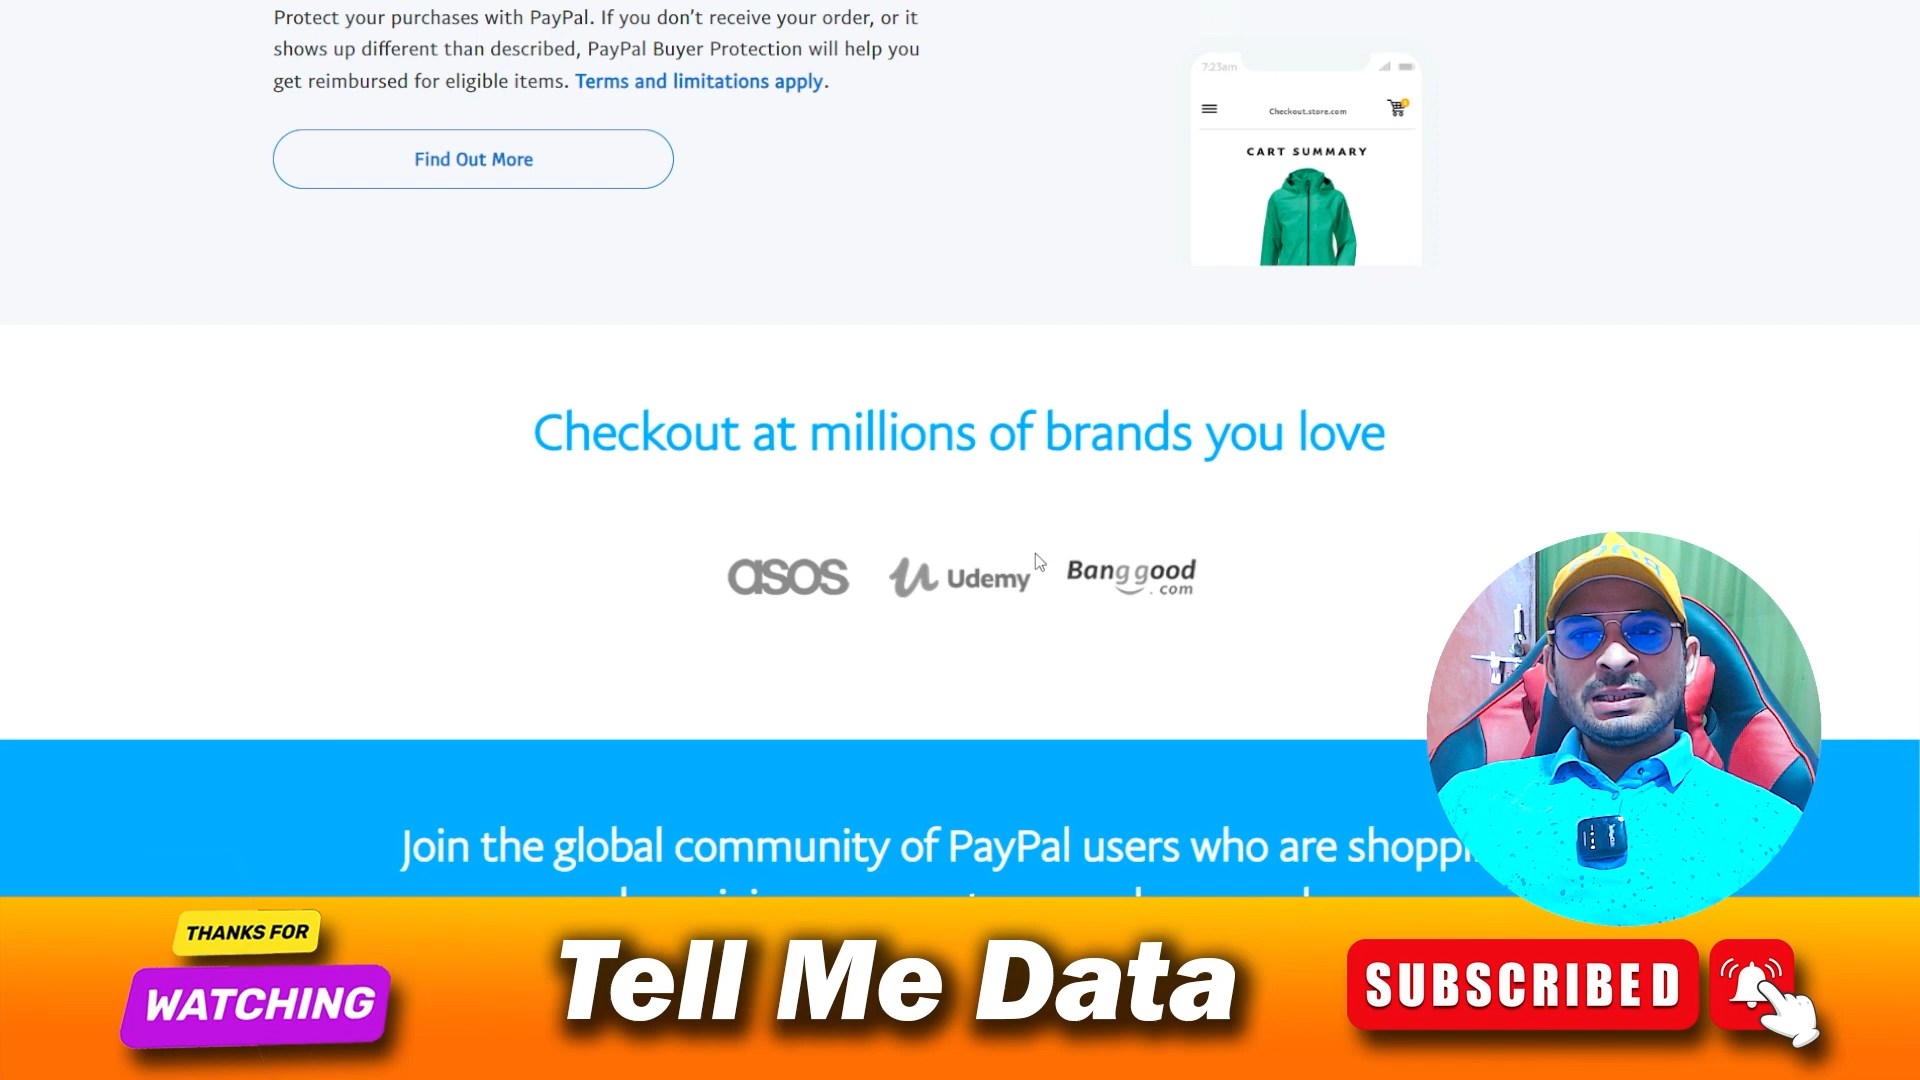 Protect your purchases with PayPal. If you don’t receive your order, or it
shows up different than described, PayPal Buyer Protection will help you
get reimbursed for eligible items. Terms and limitations apply.
Find Out More
7:23am
Checkout.store.com
CART SUMMARY
Checkout at millions of brands you love
asos
Udemy
Banggood
.com
Join the global community of PayPal users who are
THANKS FOR
WATCHING
Tell Me Data
SUBSCRIBED